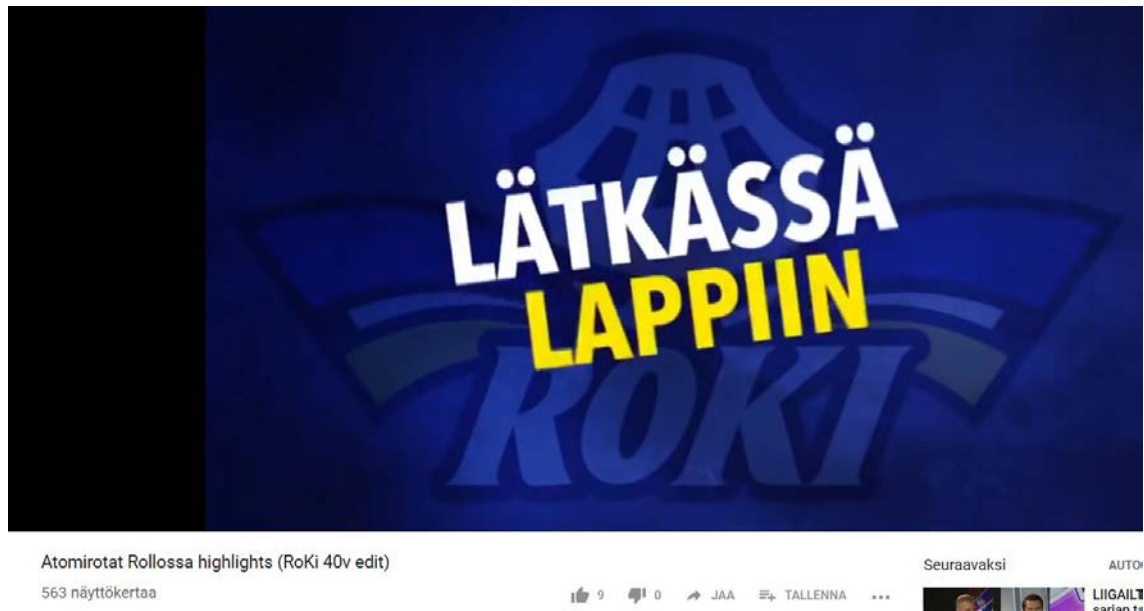 LÄTKÄSSÄ
LAPPIIN
ROKI
Atomirotat Rollossa highlights (RoKi 40v edit)
563 näyttökertaa
9 0 JAA TALLENNA
Seuraavaksi